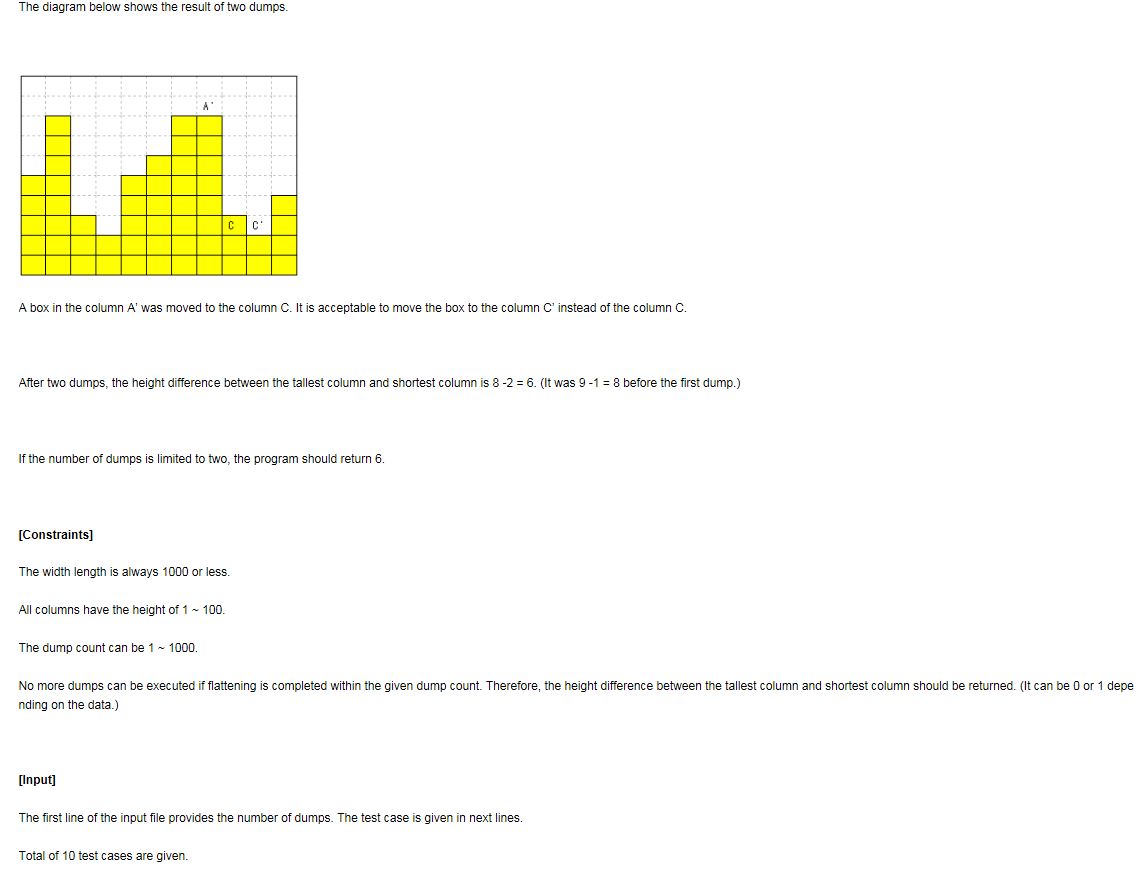 The diagram below shows the result of two dumps.
A'
C C'
A box in the column A' was moved to the column C. It is acceptable to move the box to the column C' instead of the column C.
After two dumps, the height difference between the tallest column and shortest column is 8 -2 = 6. (It was 9 -1 = 8 before the first dump.)
If the number of dumps is limited to two, the program should return 6.
[Constraints]
The width length is always 1000 or less.
All columns have the height of 1 ~ 100.
The dump count can be 1 ~ 1000.
No more dumps can be executed if flattening is completed within the given dump count. Therefore, the height difference between the tallest column and shortest column should be returned. (It can be 0 or 1 depe
nding on the data.)
[Input]
The first line of the input file provides the number of dumps. The test case is given in next lines.
Total of 10 test cases are given.